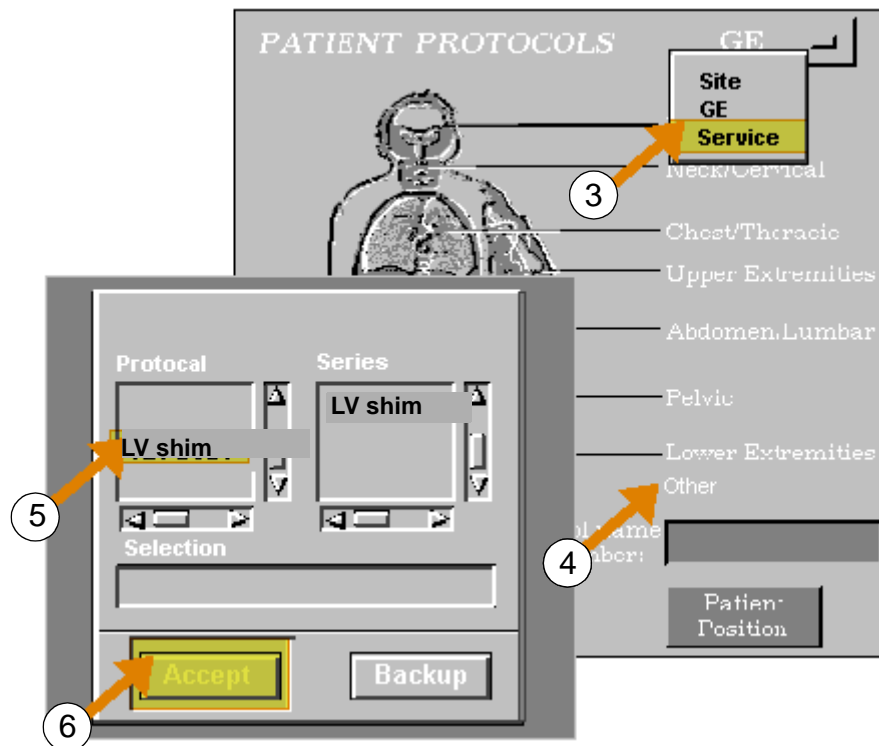 PATIENT PROTOCOLS GE
Site
GE
Service
3
Neck/Cervical
Chest/Thoracic
Upper Extremities
Abdomen/Lumbar
Pelvic
Lower Extremities
Other
4
Patient
Position
Protocal
Series
LV shim
LV shim
5
Selection
Accept
Backup
6